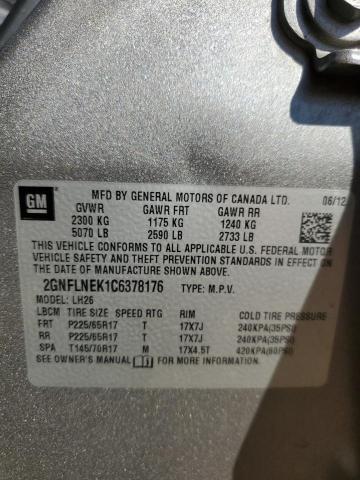 GM
MFD BY GENERAL MOTORS OF CANADA LTD. 06/12
GVWR GAWR FRT GAWR RR
2300 KG 1175 KG 1240 KG
5070 LB 2590 LB 2733 LB
THIS VEHICLE CONFORMS TO ALL APPLICABLE U.S. FEDERAL
MOTOR VEHICLE SAFETY AND THEFT PREVENTION STANDARDS IN EFFECT ON
THE DATE OF MANUFACTURE SHOWN ABOVE.
2GNFLNEK1C6378176 TYPE: M.P.V.
MODEL: LH26
LBCM TIRE SIZE SPEED RTG RIM COLD TIRE PRESSURE
FRT P225/65R17 T 17X7J 240KPA(35PSI)
RR P225/65R17 T 17X7J 240KPA(35PSI)
SPA T145/70R17 M 17X4.5T 420KPA(60PSI)
SEE OWNER'S MANUAL FOR MORE INFORMATION.